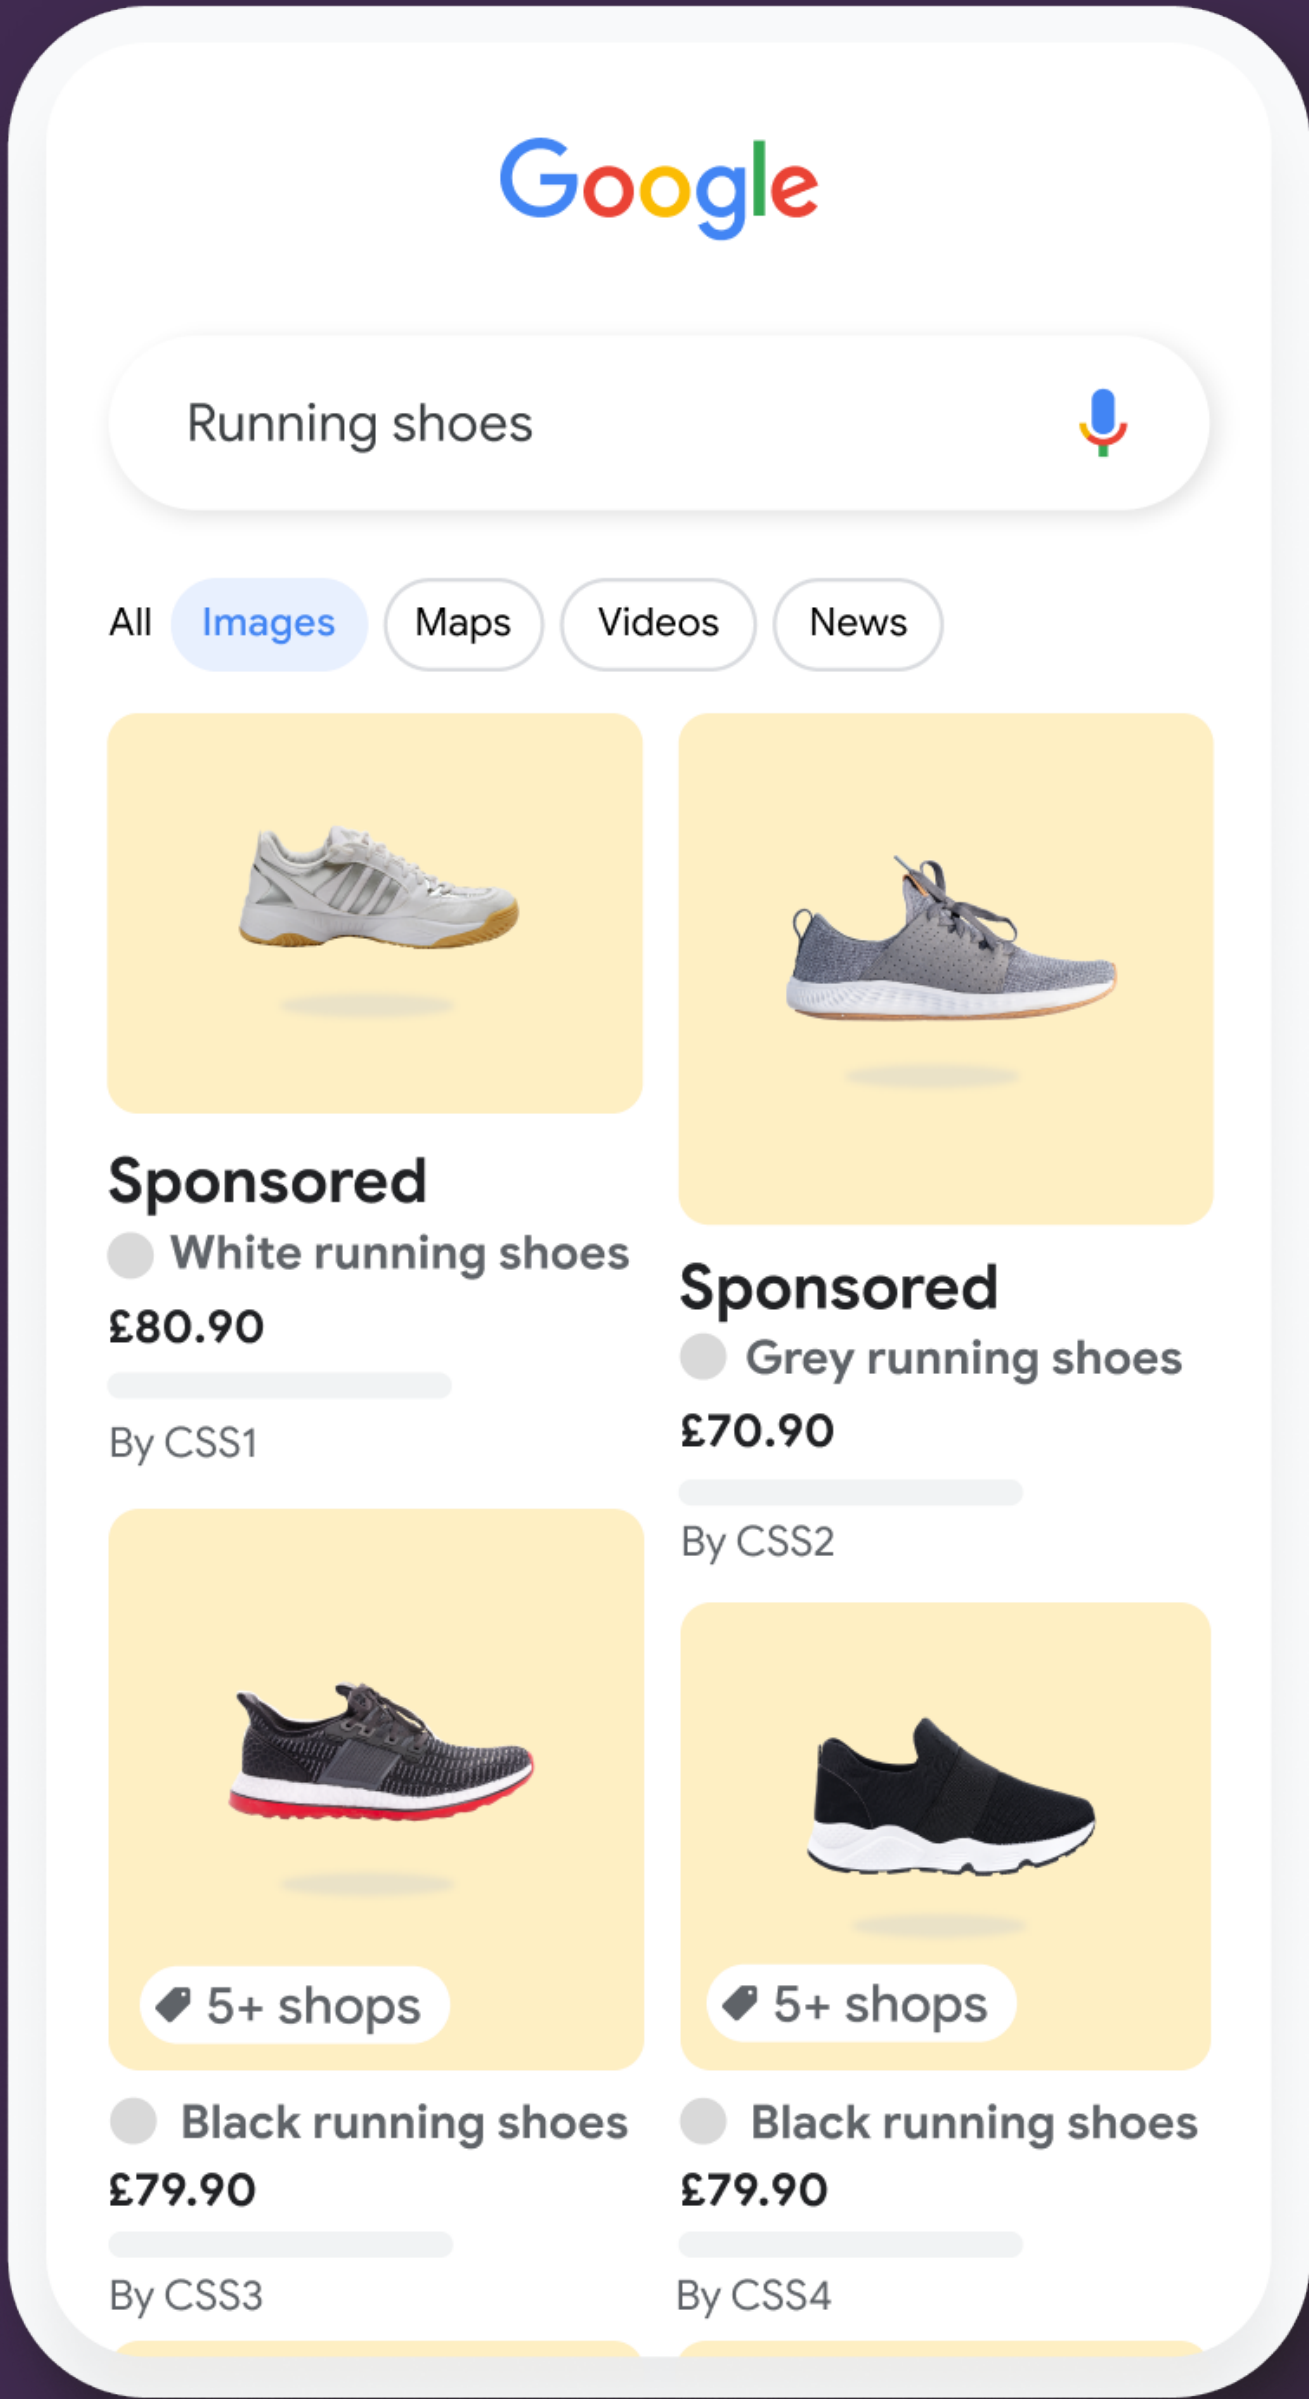 Google
Running shoes
All Images Maps Videos News
Sponsored
White running shoes
£80.90
By CSS1
Sponsored
Grey running shoes
£70.90
By CSS2
5+ shops
Black running shoes
£79.90
By CSS3
5+ shops
Black running shoes
£79.90
By CSS4